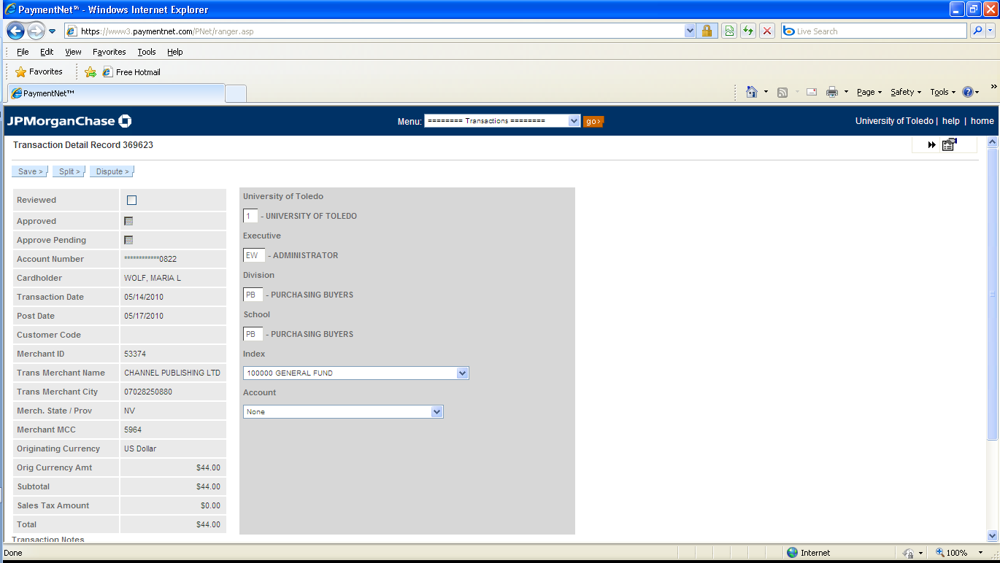 PaymentNet™ - Windows Internet Explorer
https://www3.paymentnet.com/PNet/ranger.asp
Live Search
File Edit View Favorites Tools Help
Favorites Free Hotmail
PaymentNet™
Page Safety Tools »
JPMorganChase Menu: ======== Transactions ======== go> University of Toledo | help | home
Transaction Detail Record 369623
Save > Split > Dispute >
Reviewed
Approved
Approve Pending
Account Number ************0822
Cardholder WOLF, MARIA L
Transaction Date 05/14/2010
Post Date 05/17/2010
Customer Code
Merchant ID 53374
Trans Merchant Name CHANNEL PUBLISHING LTD
Trans Merchant City 07028250880
Merch. State / Prov NV
Merchant MCC 5964
Originating Currency US Dollar
Orig Currency Amt $44.00
Subtotal $44.00
Sales Tax Amount $0.00
Total $44.00
Transaction Notes
University of Toledo
1 - UNIVERSITY OF TOLEDO
Executive
EW - ADMINISTRATOR
Division
PB - PURCHASING BUYERS
School
PB - PURCHASING BUYERS
Index
100000 GENERAL FUND
Account
None
Done Internet 100%